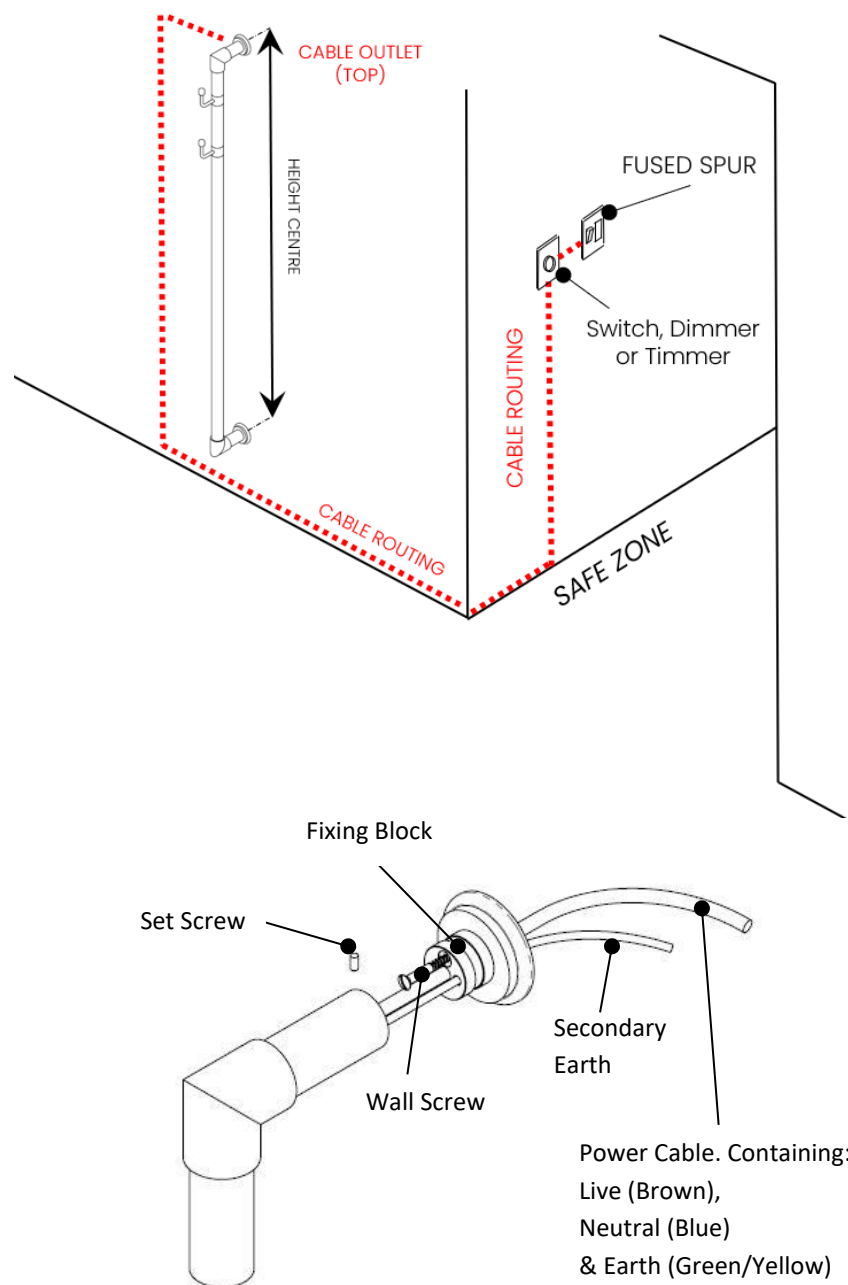 CABLE OUTLET
(TOP)
HEIGHT CENTRE
FUSED SPUR
Switch, Dimmer
or Timmer
CABLE ROUTING
CABLE ROUTING
SAFE ZONE
Fixing Block
Set Screw
Secondary
Earth
Wall Screw
Power Cable. Containing:
Live (Brown),
Neutral (Blue)
& Earth (Green/Yellow)